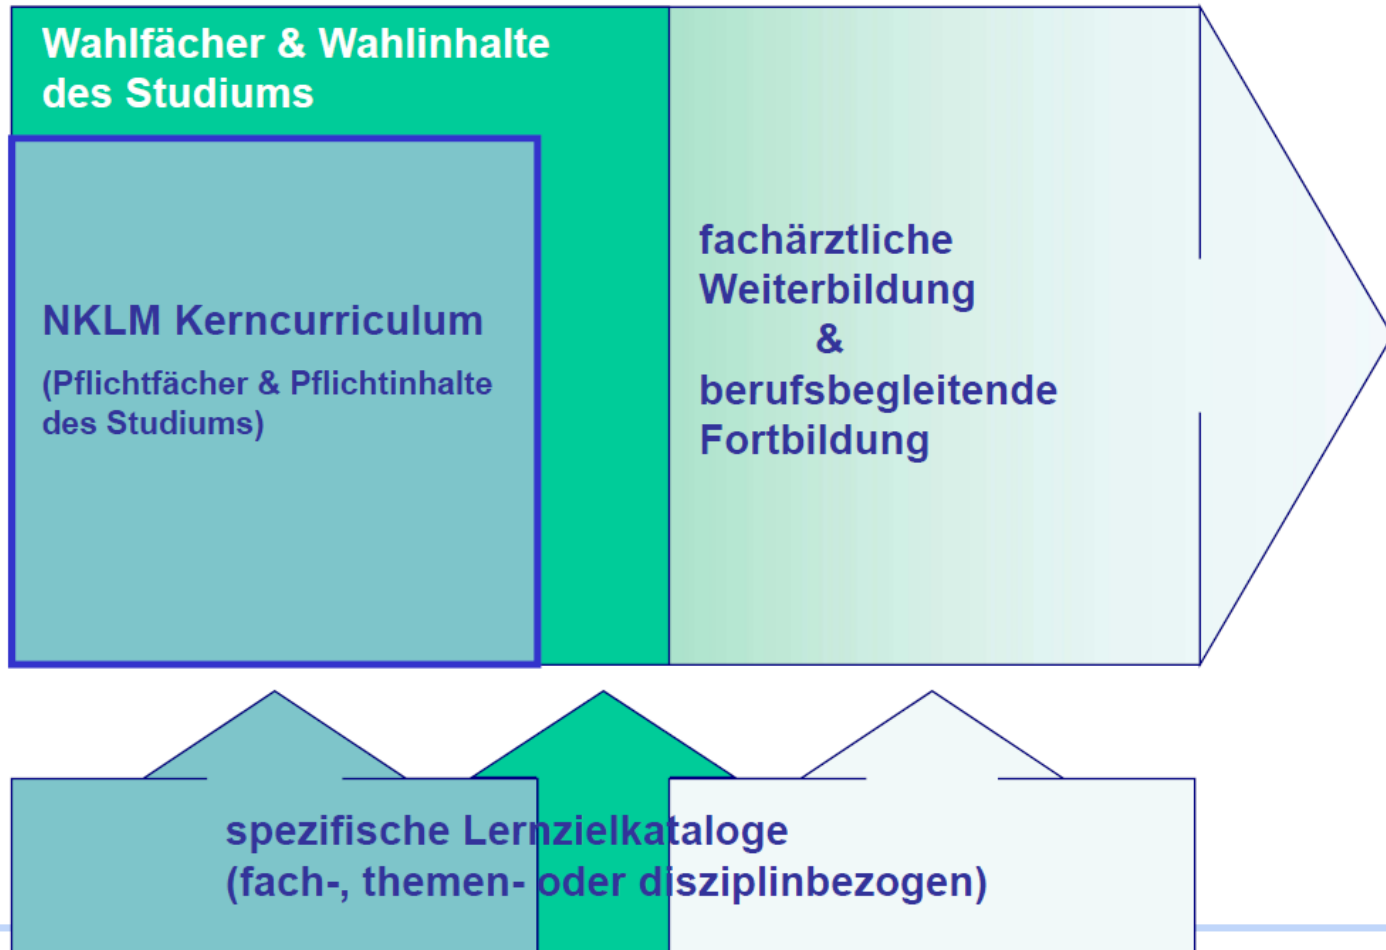 Wahlfächer & Wahlinhalte
des Studiums
NKLM Kerncurriculum
(Pflichtfächer & Pflichtinhalte
des Studiums)
fachärztliche
Weiterbildung
&
berufsbegleitende
Fortbildung
spezifische Lernzielkataloge
(fach-, themen- oder disziplinbezogen)